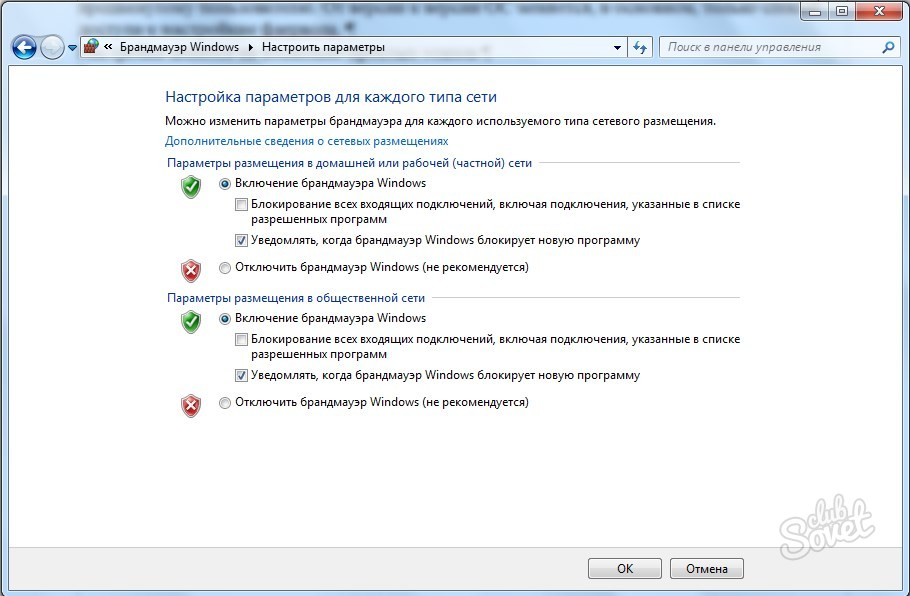 Брандмауэр Windows
Настроить параметры
Поиск в панели управления
Настройка параметров для каждого типа сети
Можно изменить параметры брандмауэра для каждого используемого типа сетевого размещения.
Дополнительные сведения о сетевых размещениях
Параметры размещения в домашней или рабочей (частной) сети
Включение брандмауэра Windows
Блокирование всех входящих подключений, включая подключения, указанные в списке
разрешенных программ
Уведомлять, когда брандмауэр Windows блокирует новую программу
Отключить брандмауэр Windows (не рекомендуется)
Параметры размещения в общественной сети
Включение брандмауэра Windows
Блокирование всех входящих подключений, включая подключения, указанные в списке
разрешенных программ
Уведомлять, когда брандмауэр Windows блокирует новую программу
Отключить брандмауэр Windows (не рекомендуется)
club
Sovet
ОК
Отмена